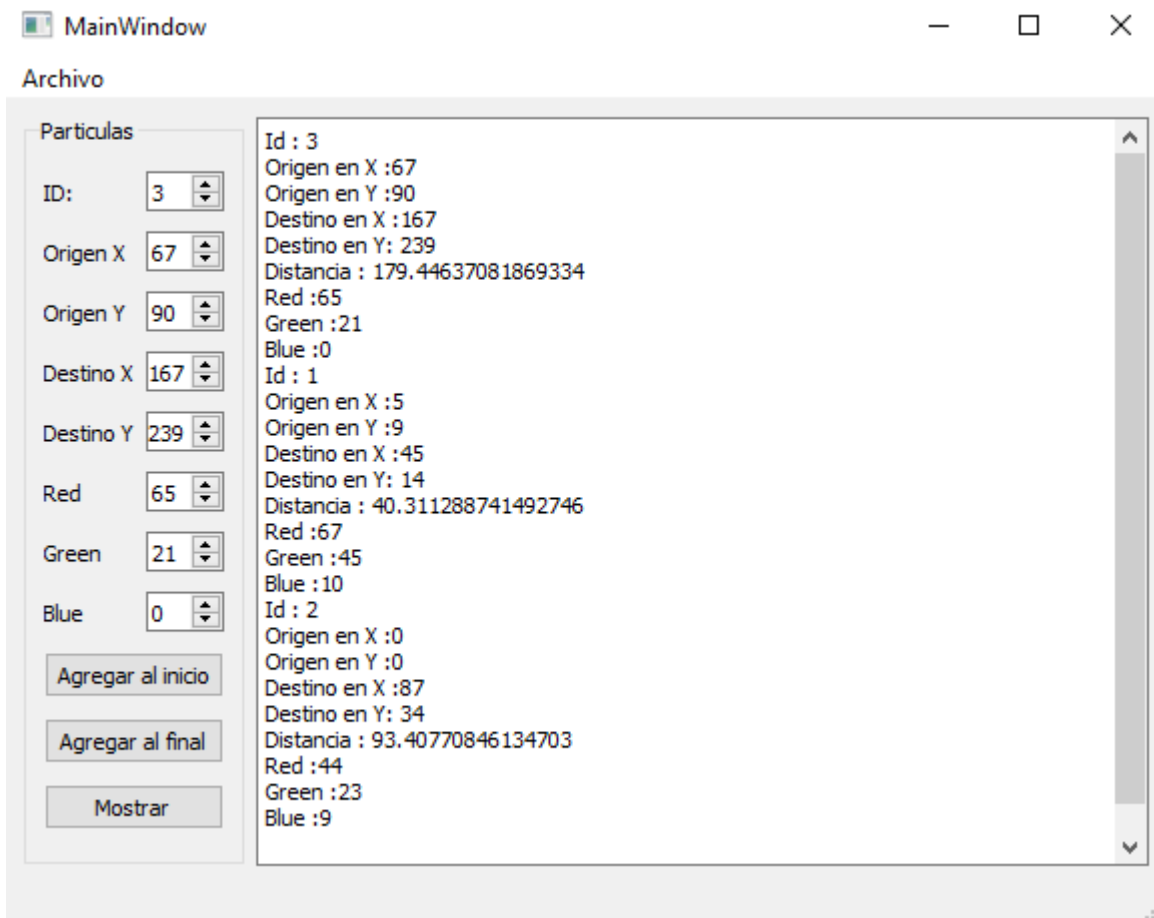 MainWindow
Archivo
Particulas
ID: 3
Origen X 67
Origen Y 90
Destino X 167
Destino Y 239
Red 65
Green 21
Blue 0
Agregar al inicio
Agregar al final
Mostrar
Id : 3
Origen en X :67
Origen en Y :90
Destino en X :167
Destino en Y: 239
Distancia : 179.44637081869334
Red :65
Green :21
Blue :0
Id : 1
Origen en X :5
Origen en Y :9
Destino en X :45
Destino en Y: 14
Distancia : 40.311288741492746
Red :67
Green :45
Blue :10
Id : 2
Origen en X :0
Origen en Y :0
Destino en X :87
Destino en Y: 34
Distancia : 93.40770846134703
Red :44
Green :23
Blue :9